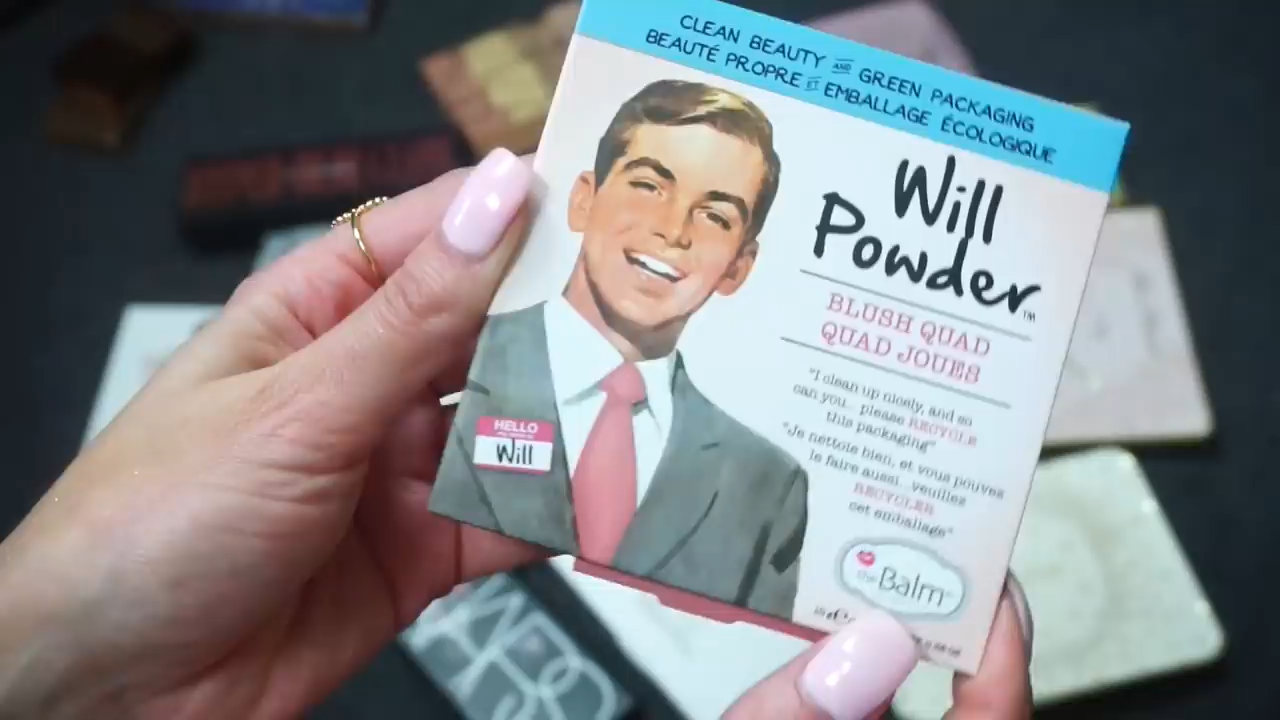 CLEAN BEAUTY AND GREEN PACKAGING
BEAUTÉ PROPRE ET EMBALLAGE ÉCOLOGIQUE
Will
Powder™
BLUSH QUAD
QUAD JOUES
"I clean up nicely, and so
can you... please RECYCLE
this packaging"
"Je nettoie bien, et vous pouvez
le faire aussi... veuillez
RECYCLER
cet emballage"
HELLO
Will
theBalm
NARS